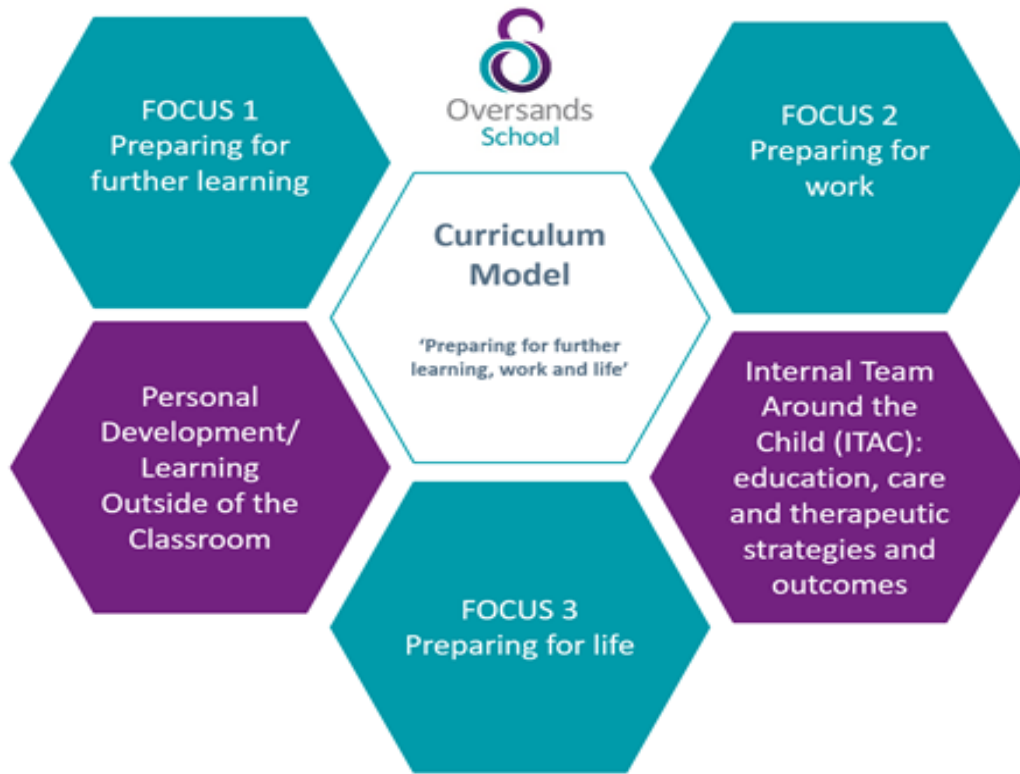 FOCUS 1
Preparing for
further learning
Oversands
School
FOCUS 2
Preparing for
work
Curriculum
Model
‘Preparing for further
learning, work and life’
Personal
Development/
Learning
Outside of the
Classroom
Internal Team
Around the
Child (ITAC):
education, care
and therapeutic
strategies and
outcomes
FOCUS 3
Preparing for life